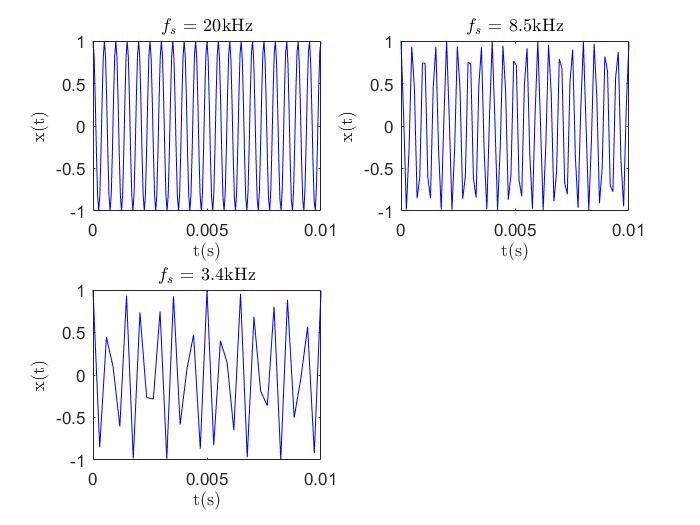 f_s = 20kHz
1
0.5
0
-0.5
-1
x(t)
0 0.005 0.01
t(s)
f_s = 8.5kHz
1
0.5
0
-0.5
-1
x(t)
0 0.005 0.01
t(s)
f_s = 3.4kHz
1
0.5
0
-0.5
-1
x(t)
0 0.005 0.01
t(s)